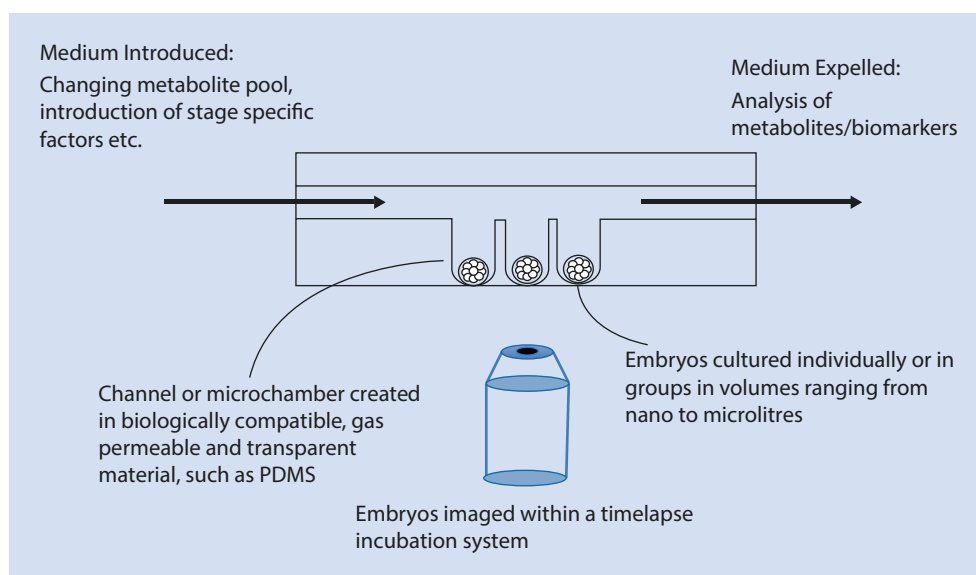 Medium Introduced:
Changing metabolite pool,
introduction of stage specific
factors etc.
Medium Expelled:
Analysis of
metabolites/biomarkers
Channel or microchamber created
in biologically compatible, gas
permeable and transparent
material, such as PDMS
Embryos cultured individually or in
groups in volumes ranging from
nano to microlitres
Embryos imaged within a timelapse
incubation system